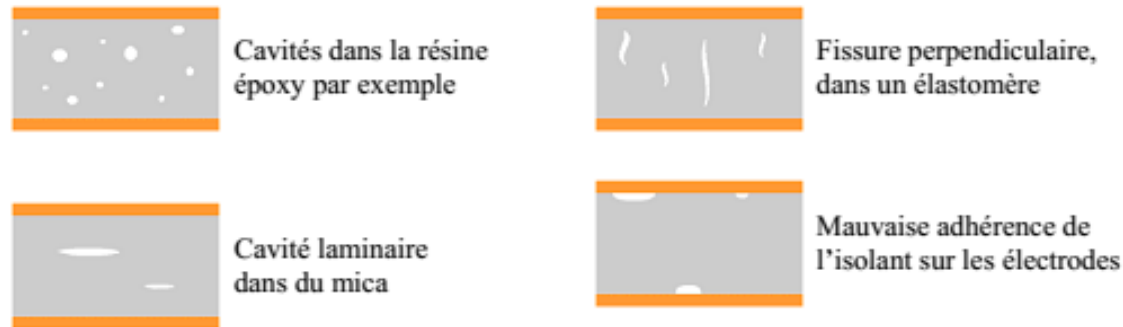 Cavités dans la résine
époxy par exemple
Fissure perpendiculaire,
dans un élastomère
Cavité laminaire
dans du mica
Mauvaise adhérence de
l'isolant sur les électrodes